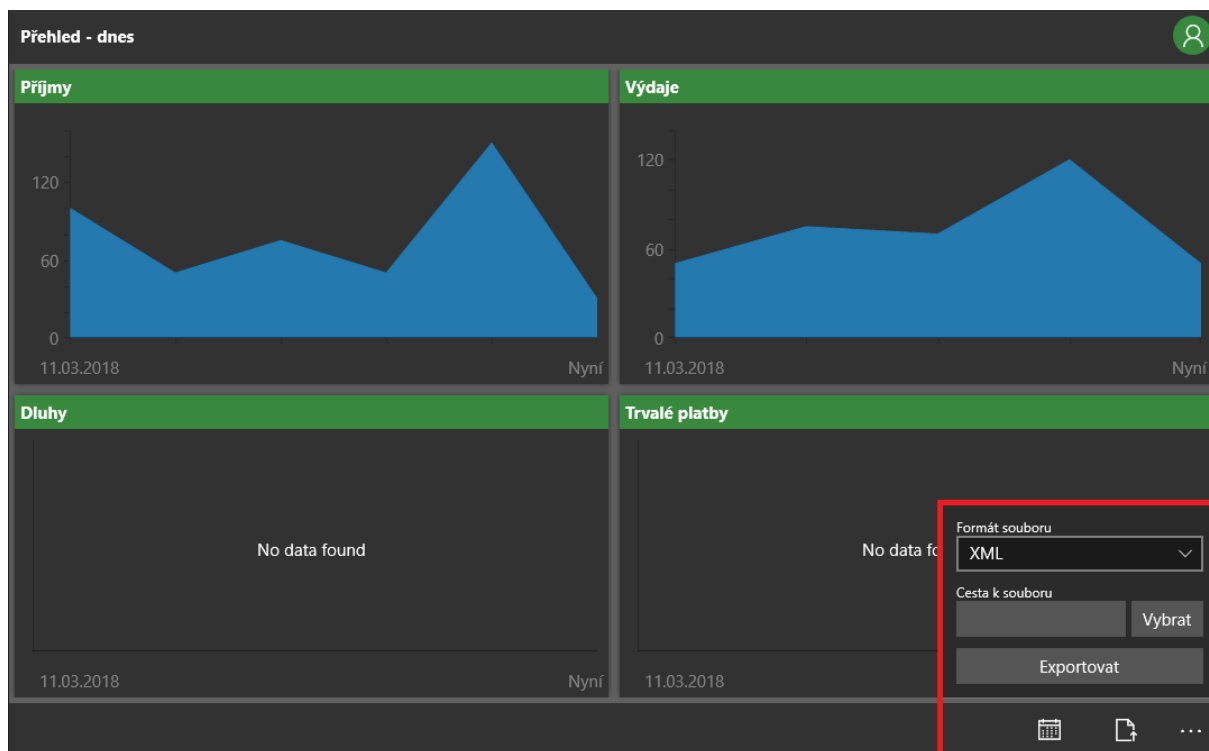 Přehled - dnes
Příjmy
120
60
0
11.03.2018 Nyní
Výdaje
120
60
0
11.03.2018 Nyní
Dluhy
No data found
11.03.2018 Nyní
Trvalé platby
No data fo
11.03.2018
Formát souboru
XML
Cesta k souboru
Vybrat
Exportovat